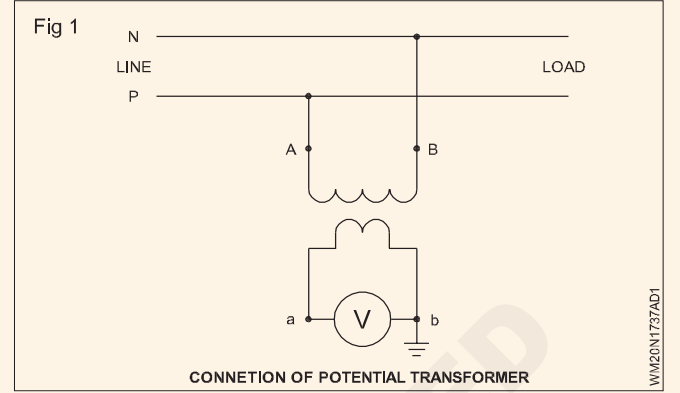 Fig 1
N
LINE
LOAD
P
A
B
a
V
b
CONNETION OF POTENTIAL TRANSFORMER
WM20N1737AD1